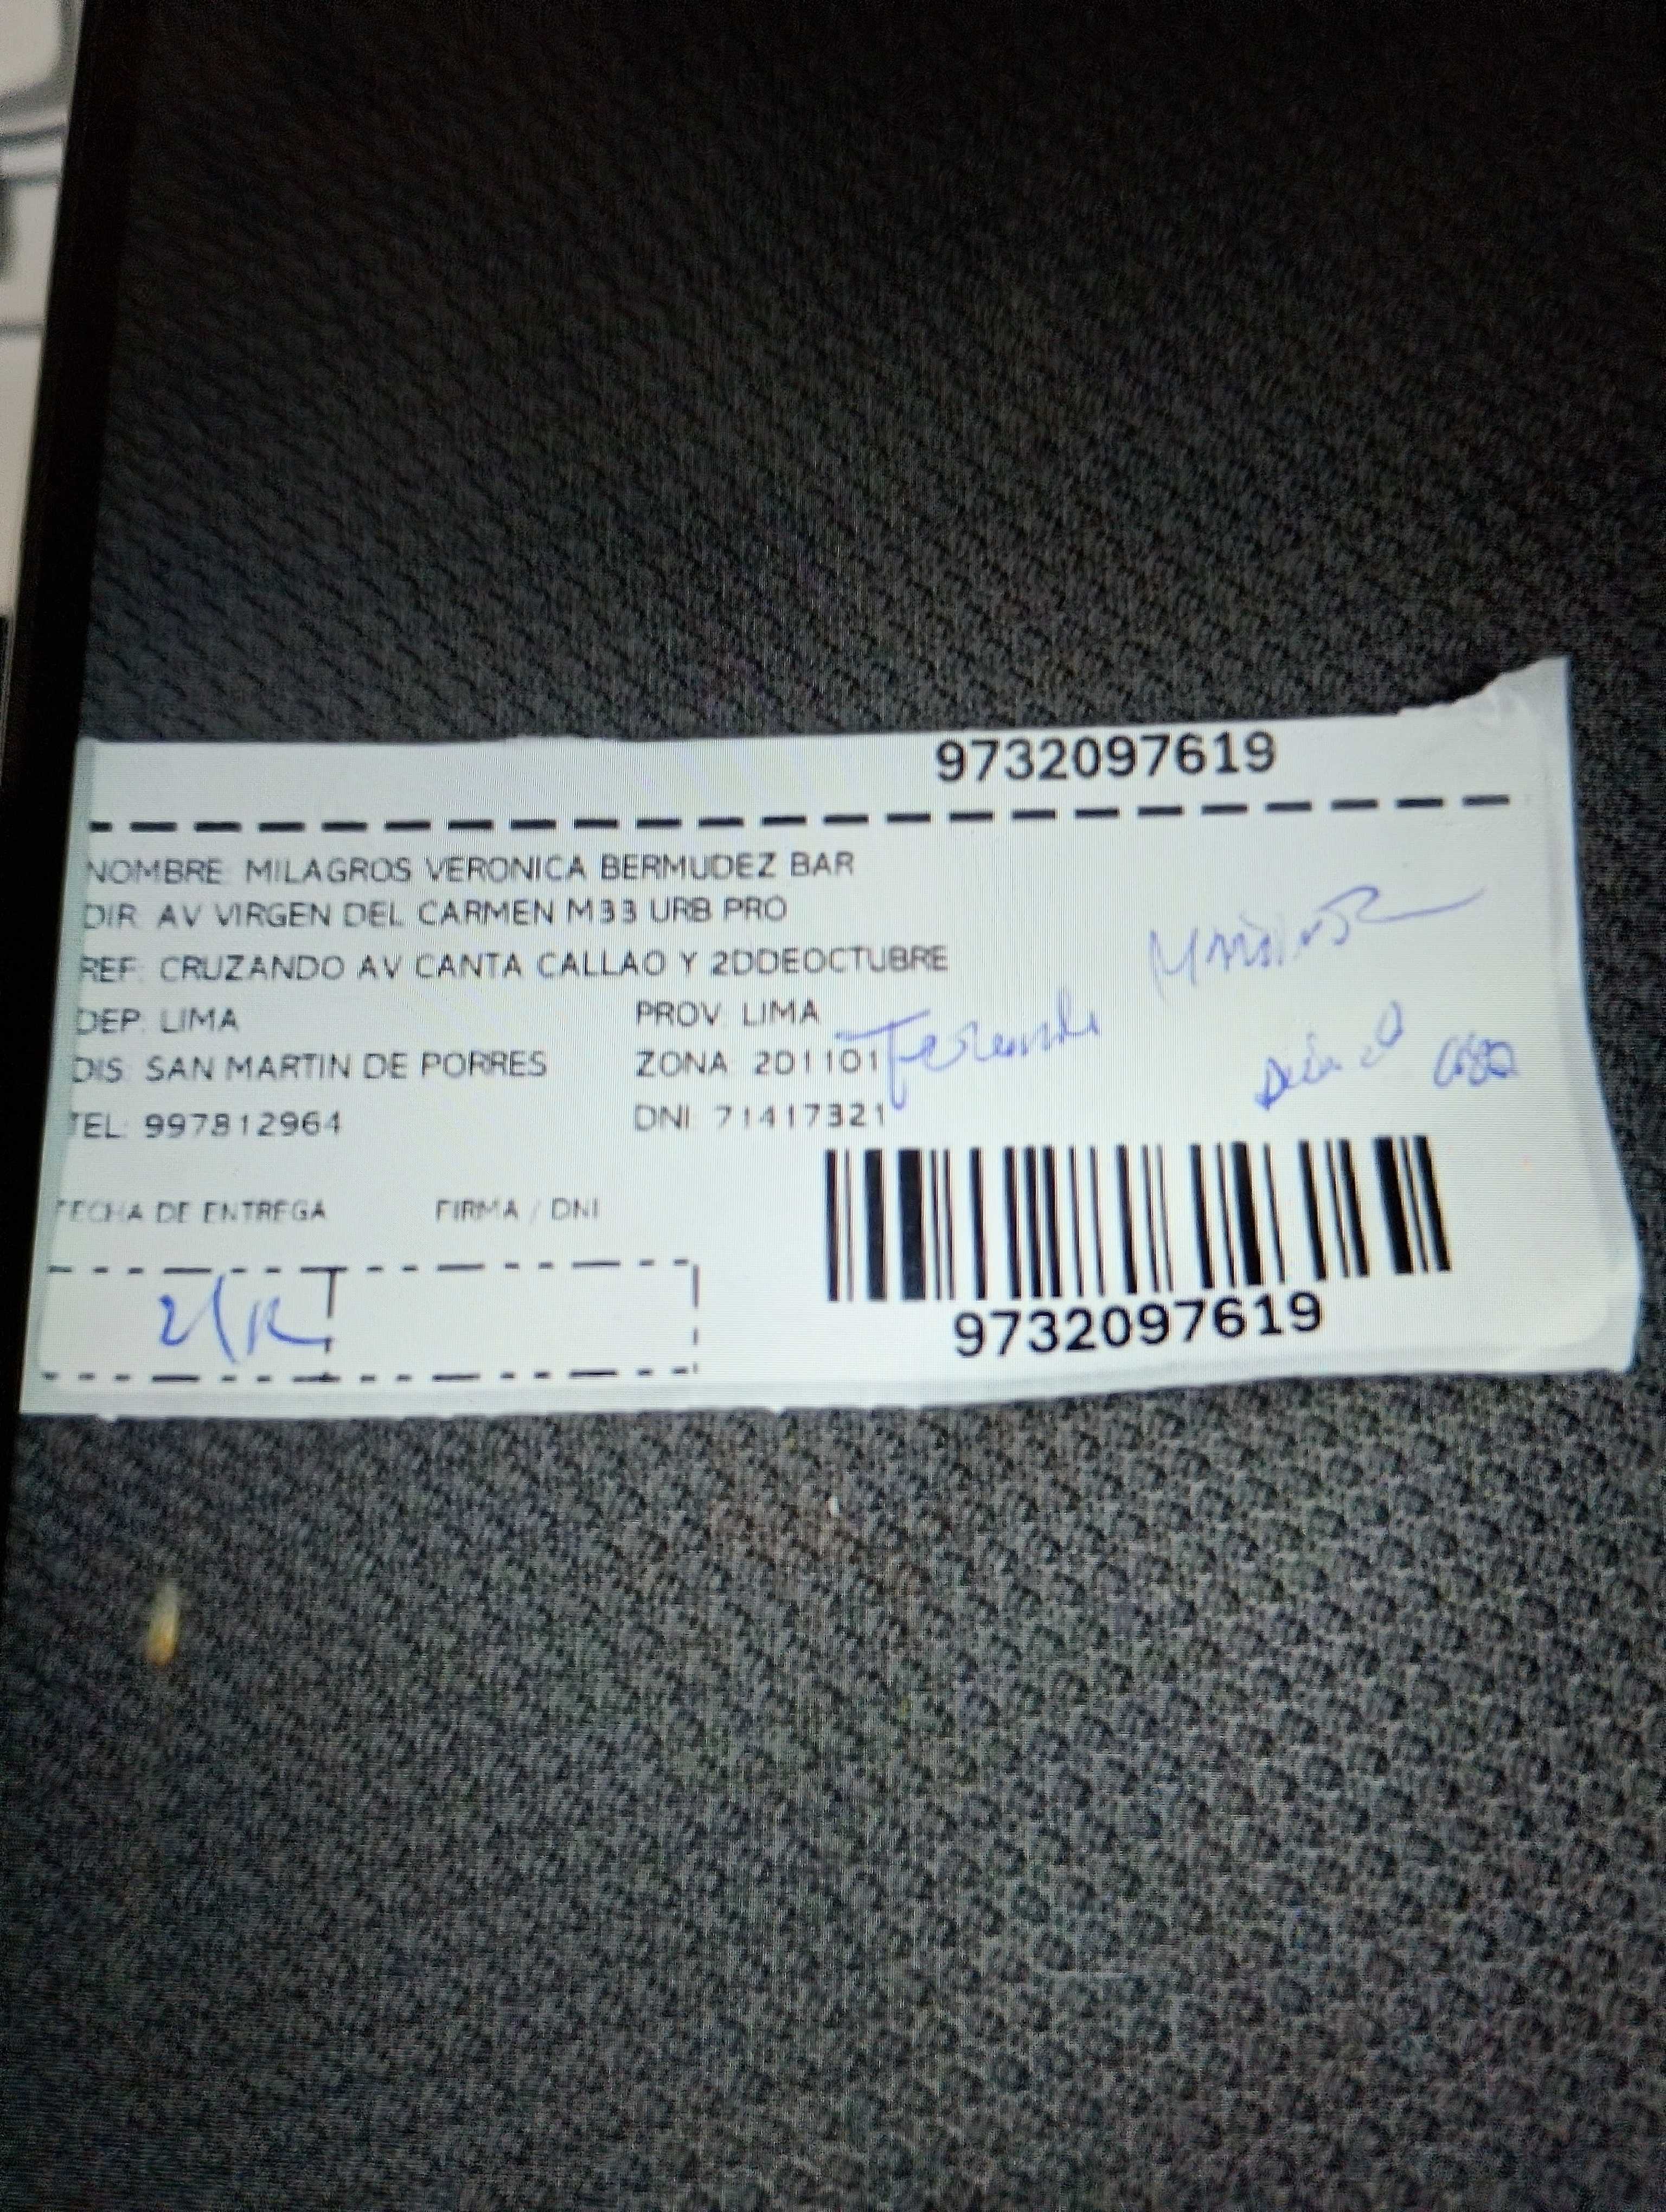 9732097619
NOMBRE: MILAGROS VERONICA BERMUDEZ BAR
DIR. AV VIRGEN DEL CARMEN M33 URB PRO
REF: CRUZANDO AV CANTA CALLAO Y 2DDEOCTUBRE
DEP. LIMA PROV. LIMA
DIS: SAN MARTIN DE PORRES ZONA: 201101
TEL: 997812964 DNI: 71417321
FECHA DE ENTREGA FIRMA / DNI
9732097619